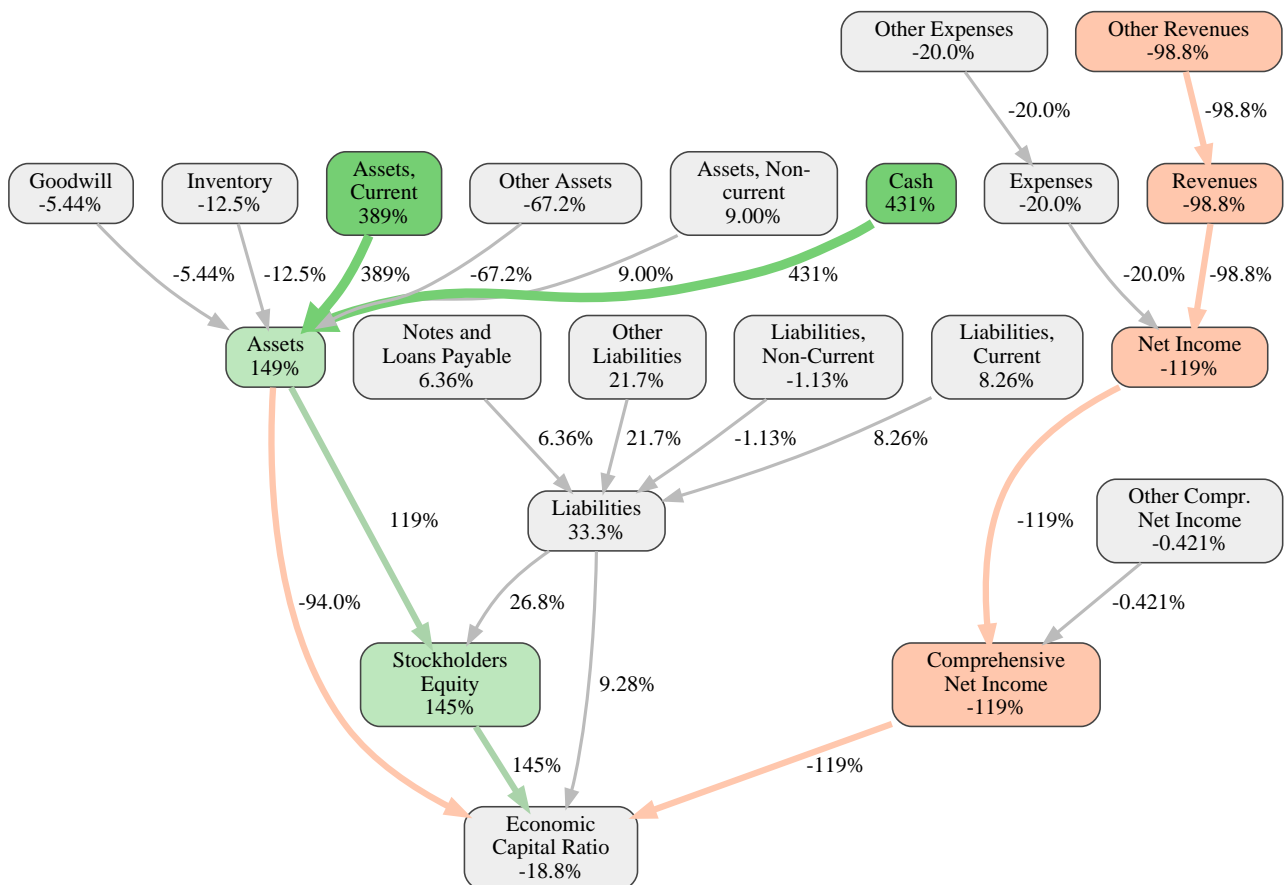 Other Expenses
-20.0%
Other Revenues
-98.8%
-20.0%
-98.8%
Goodwill
-5.44%
Inventory
-12.5%
Assets,
Current
389%
Other Assets
-67.2%
Assets, Non-
current
9.00%
Cash
431%
Expenses
-20.0%
Revenues
-98.8%
-5.44%
-12.5%
389%
-67.2%
9.00%
431%
-20.0%
-98.8%
Assets
149%
Notes and
Loans Payable
6.36%
Other
Liabilities
21.7%
Liabilities,
Non-Current
-1.13%
Liabilities,
Current
8.26%
Net Income
-119%
6.36%
21.7%
-1.13%
8.26%
119%
Liabilities
33.3%
-119%
Other Compr.
Net Income
-0.421%
-94.0%
26.8%
-0.421%
Stockholders
Equity
145%
9.28%
Comprehensive
Net Income
-119%
145%
-119%
Economic
Capital Ratio
-18.8%